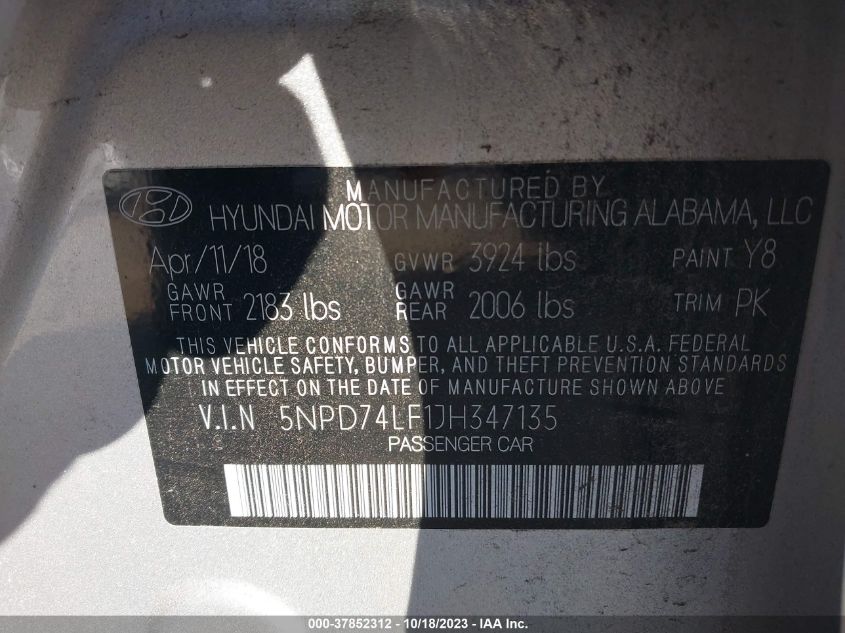 MANUFACTURED BY
HYUNDAI MOTOR MANUFACTURING ALABAMA, LLC
Apr/11/18 GVWR 3924 lbs PAINT Y8
GAWR FRONT 2183 lbs GAWR REAR 2006 lbs TRIM PK
THIS VEHICLE CONFORMS TO ALL APPLICABLE U.S.A. FEDERAL
MOTOR VEHICLE SAFETY, BUMPER, AND THEFT PREVENTION STANDARDS
IN EFFECT ON THE DATE OF MANUFACTURE SHOWN ABOVE
V.I.N 5NPD74LF1JH347135
PASSENGER CAR
000-37852312 - 10/18/2023 - IAA Inc.